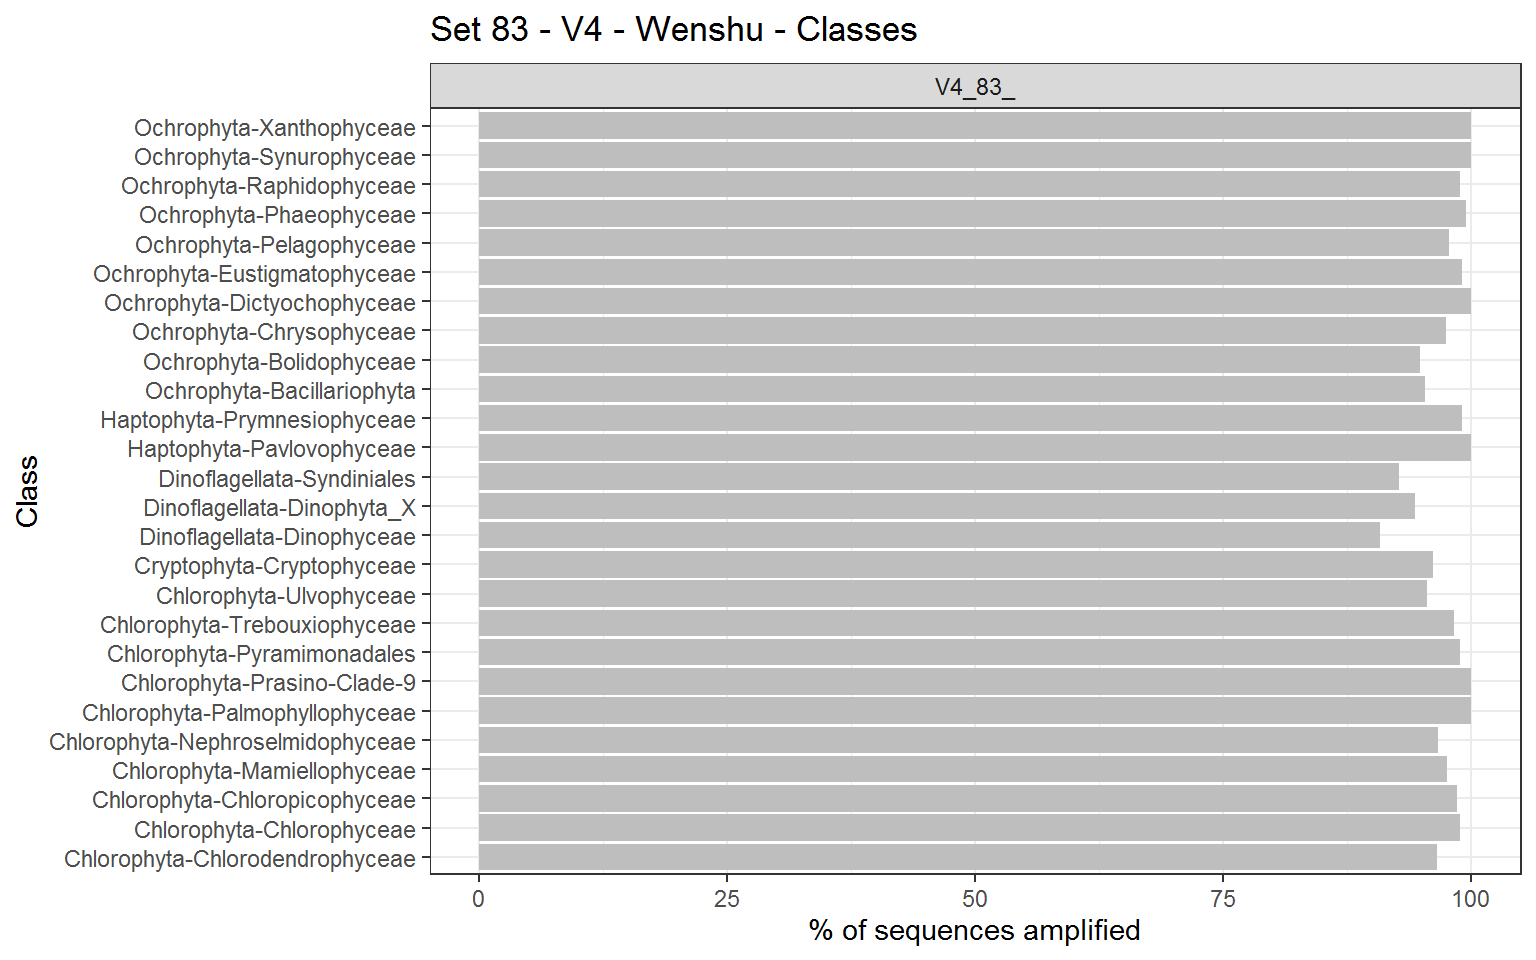 Set 83 - V4 - Wenshu - Classes
V4_83_
Ochrophyta-Xanthophyceae
Ochrophyta-Synurophyceae
Ochrophyta-Raphidophyceae
Ochrophyta-Phaeophyceae
Ochrophyta-Pelagophyceae
Ochrophyta-Eustigmatophyceae
Ochrophyta-Dictyochophyceae
Ochrophyta-Chrysophyceae
Ochrophyta-Bolidophyceae
Ochrophyta-Bacillariophyta
Haptophyta-Prymnesiophyceae
Haptophyta-Pavlovophyceae
Dinoflagellata-Syndiniales
Dinoflagellata-Dinophyta_X
Dinoflagellata-Dinophyceae
Cryptophyta-Cryptophyceae
Chlorophyta-Ulvophyceae
Chlorophyta-Trebouxiophyceae
Chlorophyta-Pyramimonadales
Chlorophyta-Prasino-Clade-9
Chlorophyta-Palmophyllophyceae
Chlorophyta-Nephroselmidophyceae
Chlorophyta-Mamiellophyceae
Chlorophyta-Chloropicophyceae
Chlorophyta-Chlorophyceae
Chlorophyta-Chlorodendrophyceae
Class
0 25 50 75 100
% of sequences amplified